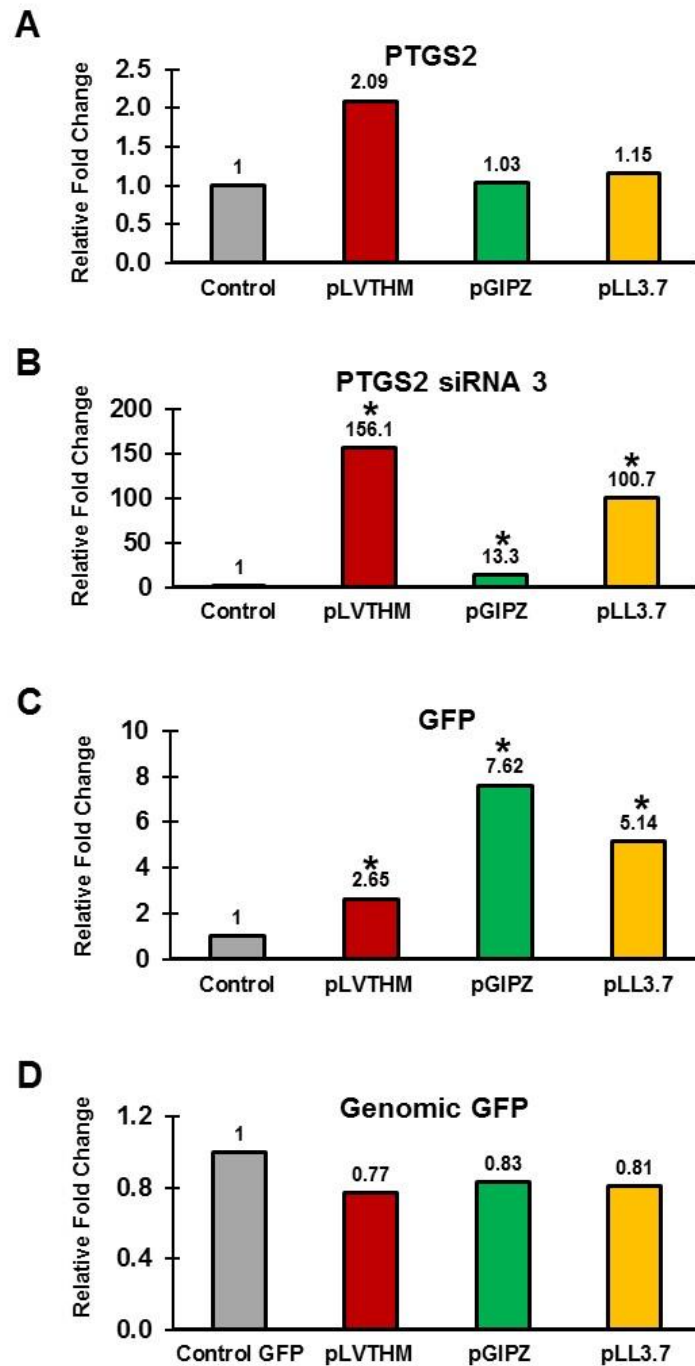 A
PTGS2
Relative Fold Change
2.5
2.0
1.5
1.0
0.5
0.0
1
2.09
1.03
1.15
Control pLVTHM pGIPZ pLL3.7
B
PTGS2 siRNA 3
Relative Fold Change
200
150
100
50
0
1
*
156.1
*
13.3
*
100.7
Control pLVTHM pGIPZ pLL3.7
C
GFP
Relative Fold Change
10
8
6
4
2
0
1
*
2.65
*
7.62
*
5.14
Control pLVTHM pGIPZ pLL3.7
D
Genomic GFP
Relative Fold Change
1.2
0.8
0.4
0.0
1
0.77
0.83
0.81
Control GFP pLVTHM pGIPZ pLL3.7